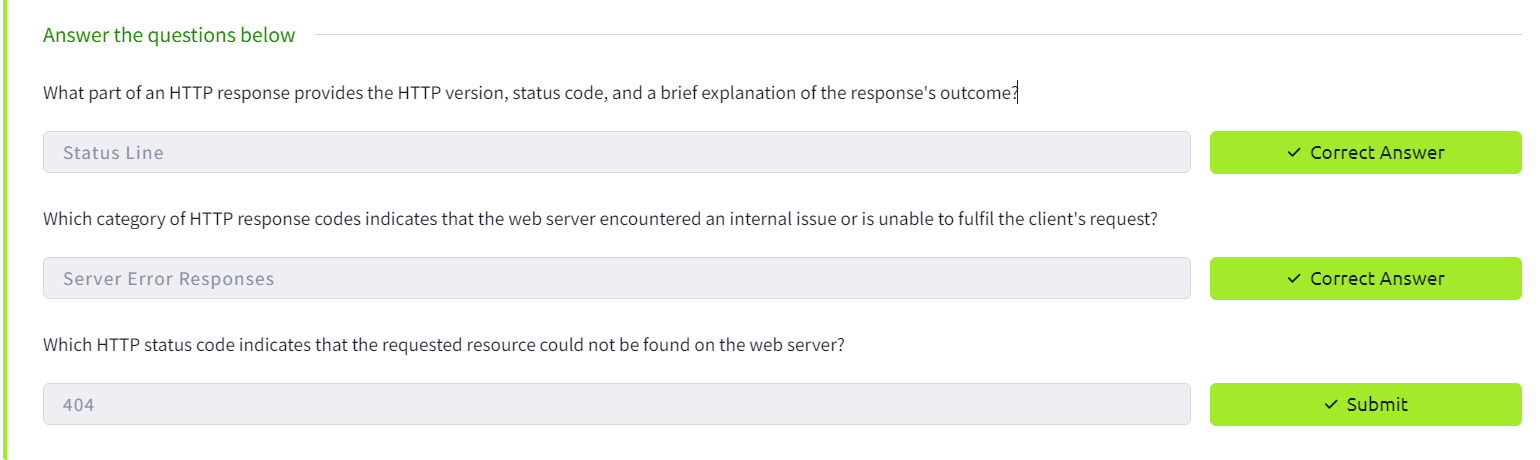 Answer the questions below
What part of an HTTP response provides the HTTP version, status code, and a brief explanation of the response's outcome?
Status Line
✓ Correct Answer
Which category of HTTP response codes indicates that the web server encountered an internal issue or is unable to fulfil the client's request?
Server Error Responses
✓ Correct Answer
Which HTTP status code indicates that the requested resource could not be found on the web server?
404
✓ Submit